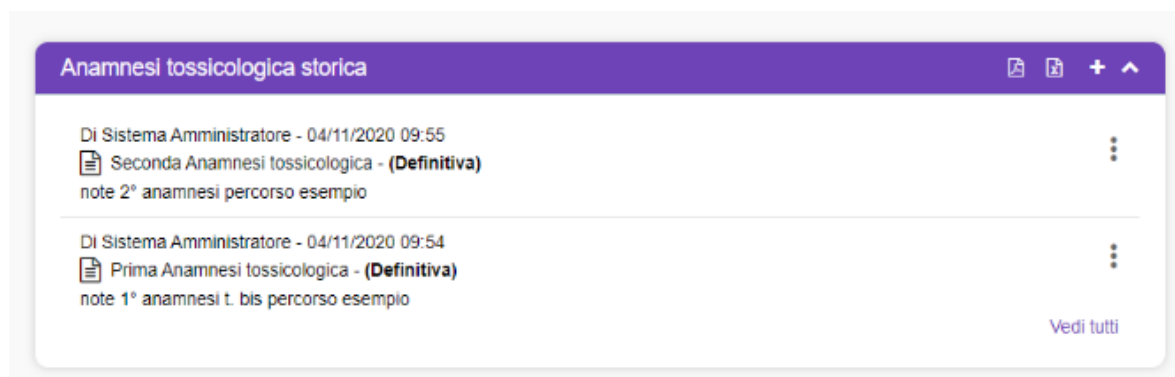 Anamnesi tossicologica storica
Di Sistema Amministratore - 04/11/2020 09:55
Seconda Anamnesi tossicologica - (Definitiva)
note 2° anamnesi percorso esempio
Di Sistema Amministratore - 04/11/2020 09:54
Prima Anamnesi tossicologica - (Definitiva)
note 1° anamnesi t. bis percorso esempio
Vedi tutti